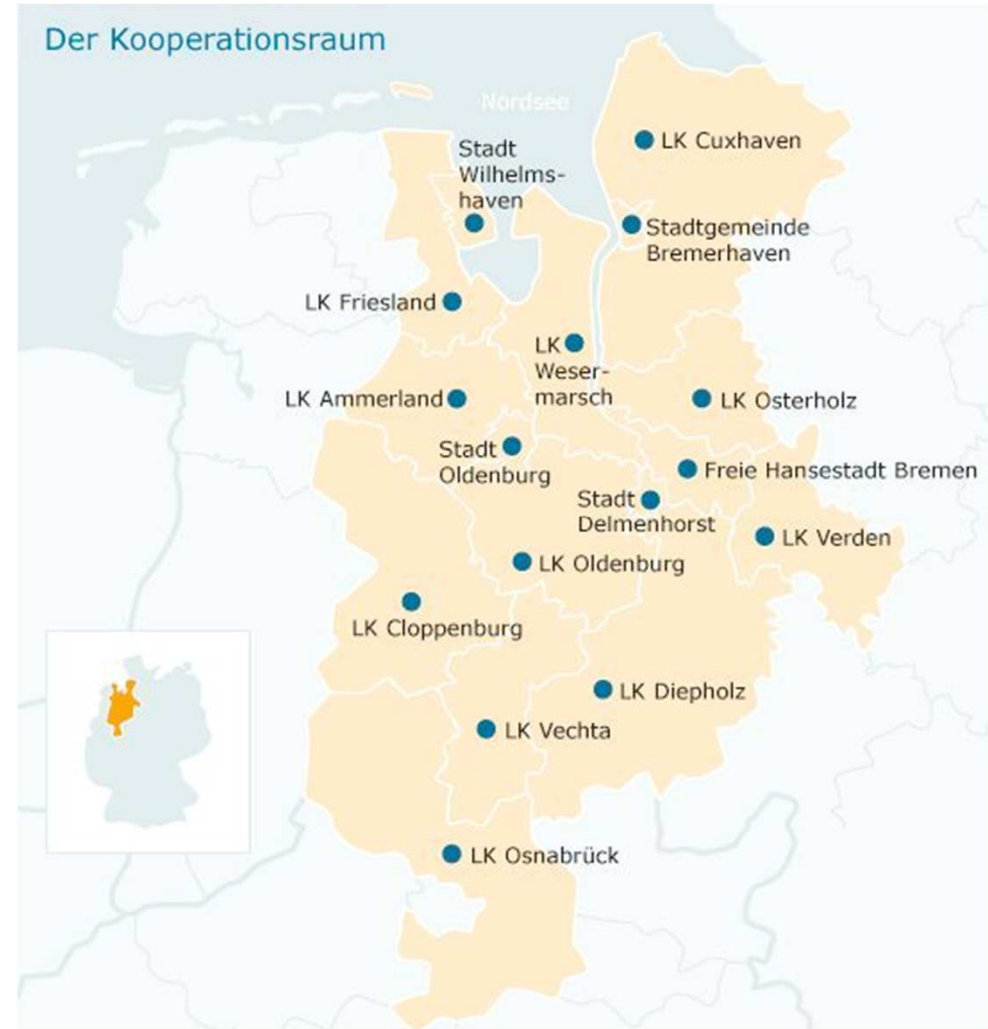 Der Kooperationsraum
Nordsee
LK Cuxhaven
Stadt
Wilhelms-
haven
Stadtgemeinde
Bremerhaven
LK Friesland
LK
Weser-
marsch
LK Ammerland
LK Osterholz
Stadt
Oldenburg
Freie Hansestadt Bremen
Stadt
Delmenhorst
LK Verden
LK Oldenburg
LK Cloppenburg
LK Diepholz
LK Vechta
LK Osnabrück